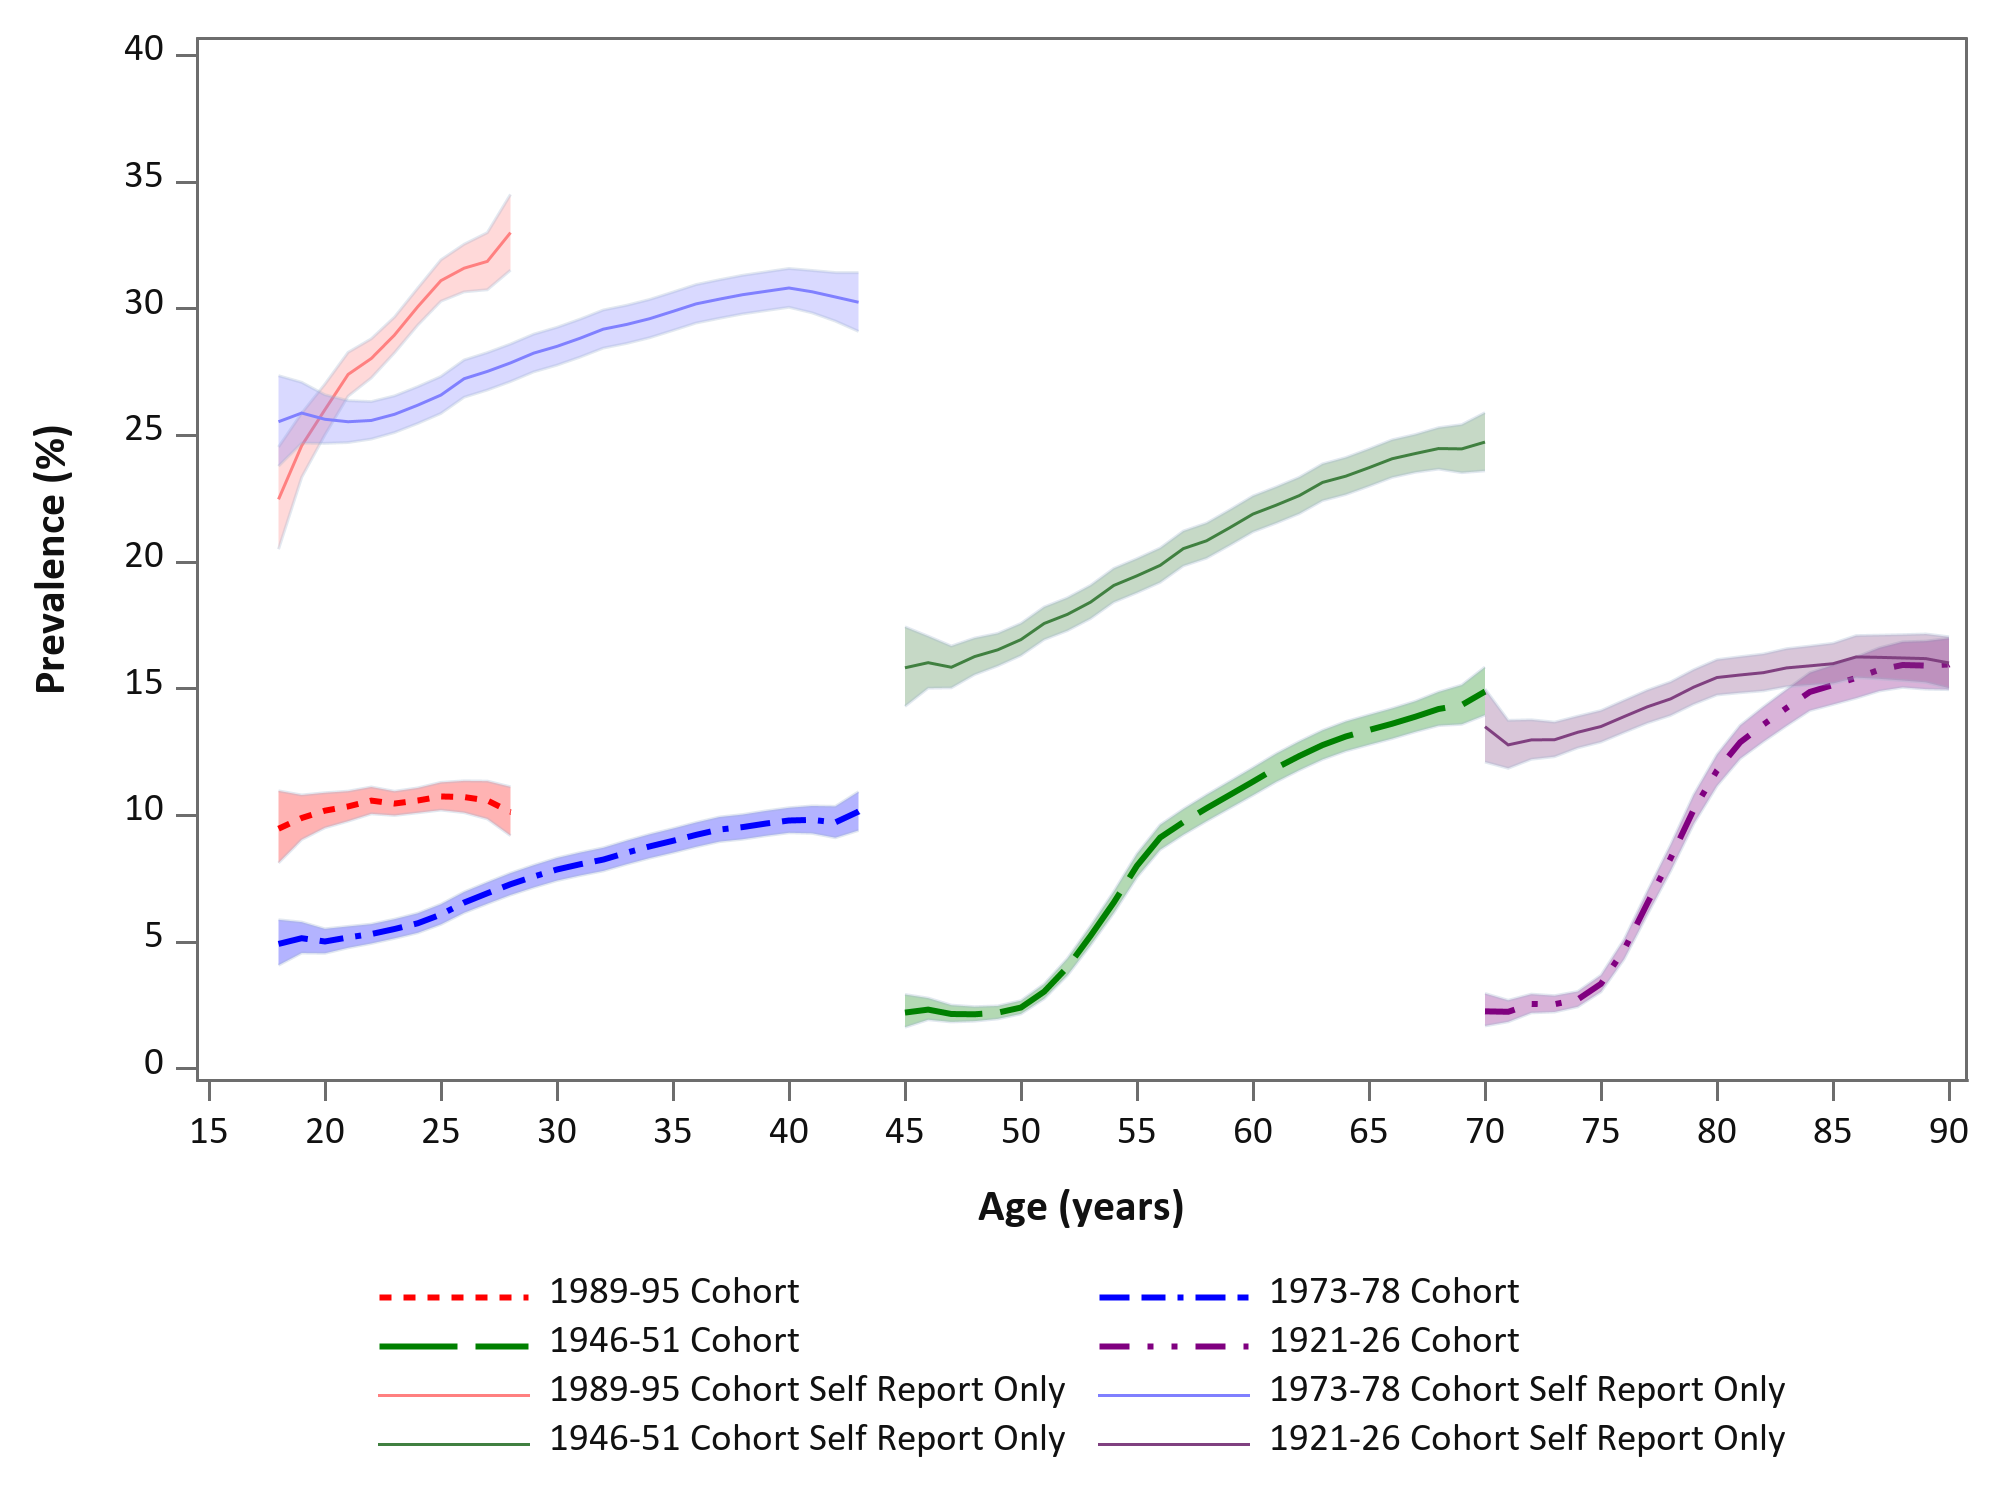 40
35
30
25
20
15
10
5
0
Prevalence (%)
15 20 25 30 35 40 45 50 55 60 65 70 75 80 85 90
Age (years)
1989-95 Cohort 1973-78 Cohort
1946-51 Cohort 1921-26 Cohort
1989-95 Cohort Self Report Only 1973-78 Cohort Self Report Only
1946-51 Cohort Self Report Only 1921-26 Cohort Self Report Only